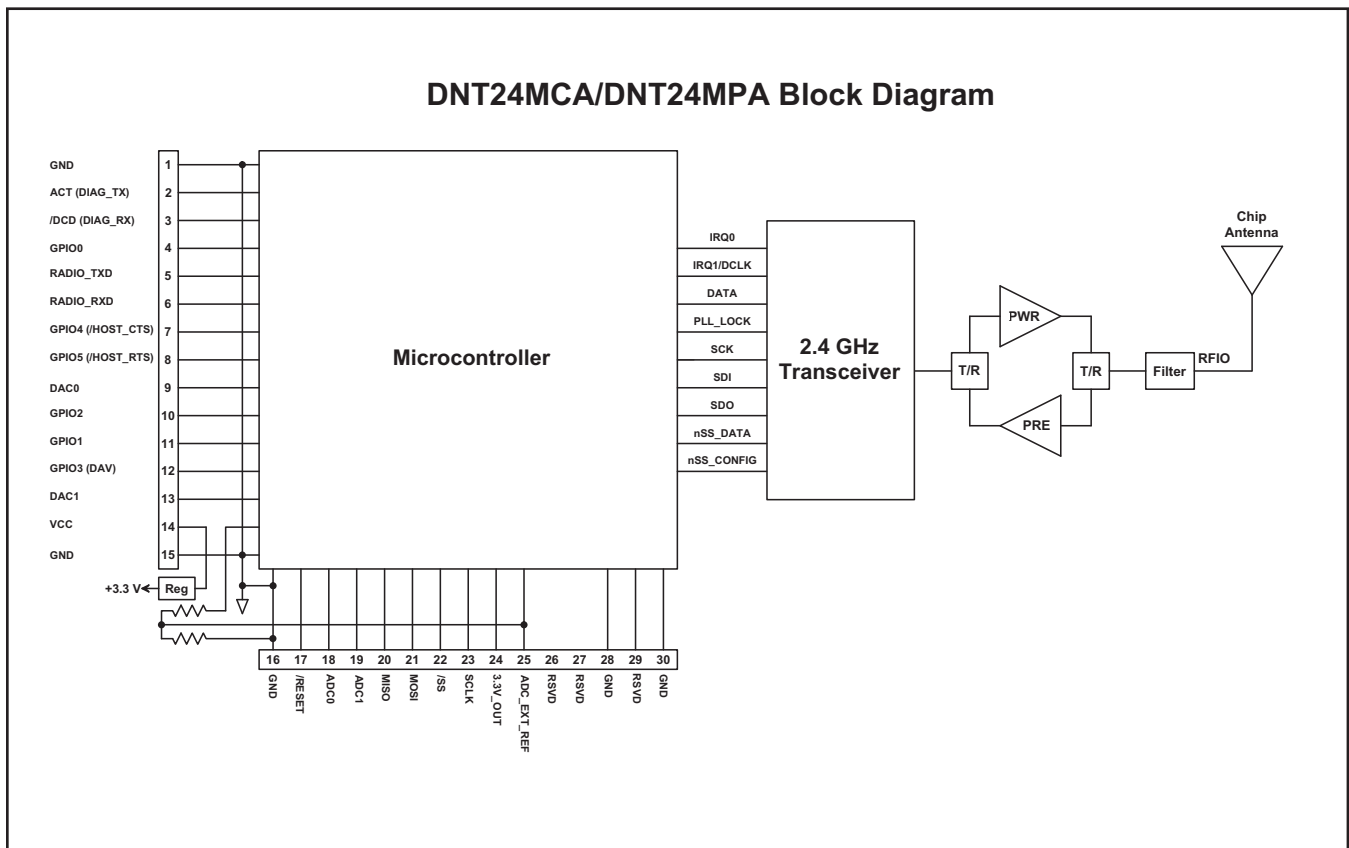 DNT24MCA/DNT24MPA Block Diagram
GND 1
ACT (DIAG_TX) 2
/DCD (DIAG_RX) 3
GPIO0 4
RADIO_TXD 5
RADIO_RXD 6
GPIO4 (/HOST_CTS) 7
GPIO5 (/HOST_RTS) 8
DAC0 9
GPIO2 10
GPIO1 11
GPIO3 (DAV) 12
DAC1 13
VCC 14
GND 15
+3.3 V
Reg
Microcontroller
IRQ0
IRQ1/DCLK
DATA
PLL_LOCK
SCK
SDI
SDO
nSS_DATA
nSS_CONFIG
2.4 GHz
Transceiver
T/R
PWR
PRE
T/R
Filter
RFIO
Chip
Antenna
16 17 18 19 20 21 22 23 24 25 26 27 28 29 30
GND
/RESET
ADC0
ADC1
MISO
MOSI
/SS
SCLK
3.3V_OUT
ADC_EXT_REF
RSVD
RSVD
GND
RSVD
GND